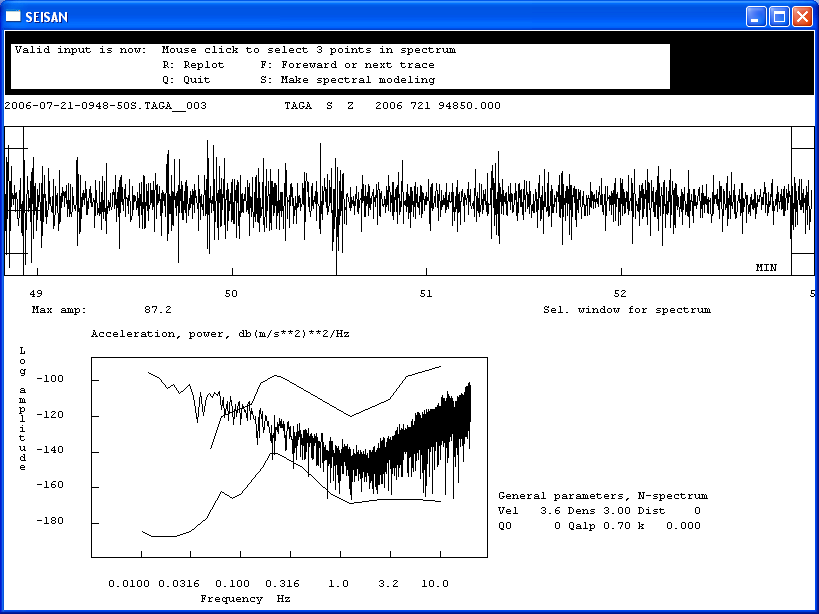 SEISAN
Valid input is now:  Mouse click to select 3 points in spectrum
R: Replot     F: Foreward or next trace
Q: Quit       S: Make spectral modeling
2006-07-21-0948-50S.TAGA__003           TAGA  S  Z   2006 721 94850.000
MIN
49 50 51 52 5
Max amp:        87.2                    Sel. window for spectrum
Acceleration, power, db(m/s**2)**2/Hz
Log amplitude
-100
-120
-140
-160
-180
General parameters, N-spectrum
Vel   3.6 Dens 3.00 Dist    0
Q0      0 Qalp 0.70 k   0.000
0.0100 0.0316 0.100 0.316 1.0 3.2 10.0
Frequency  Hz